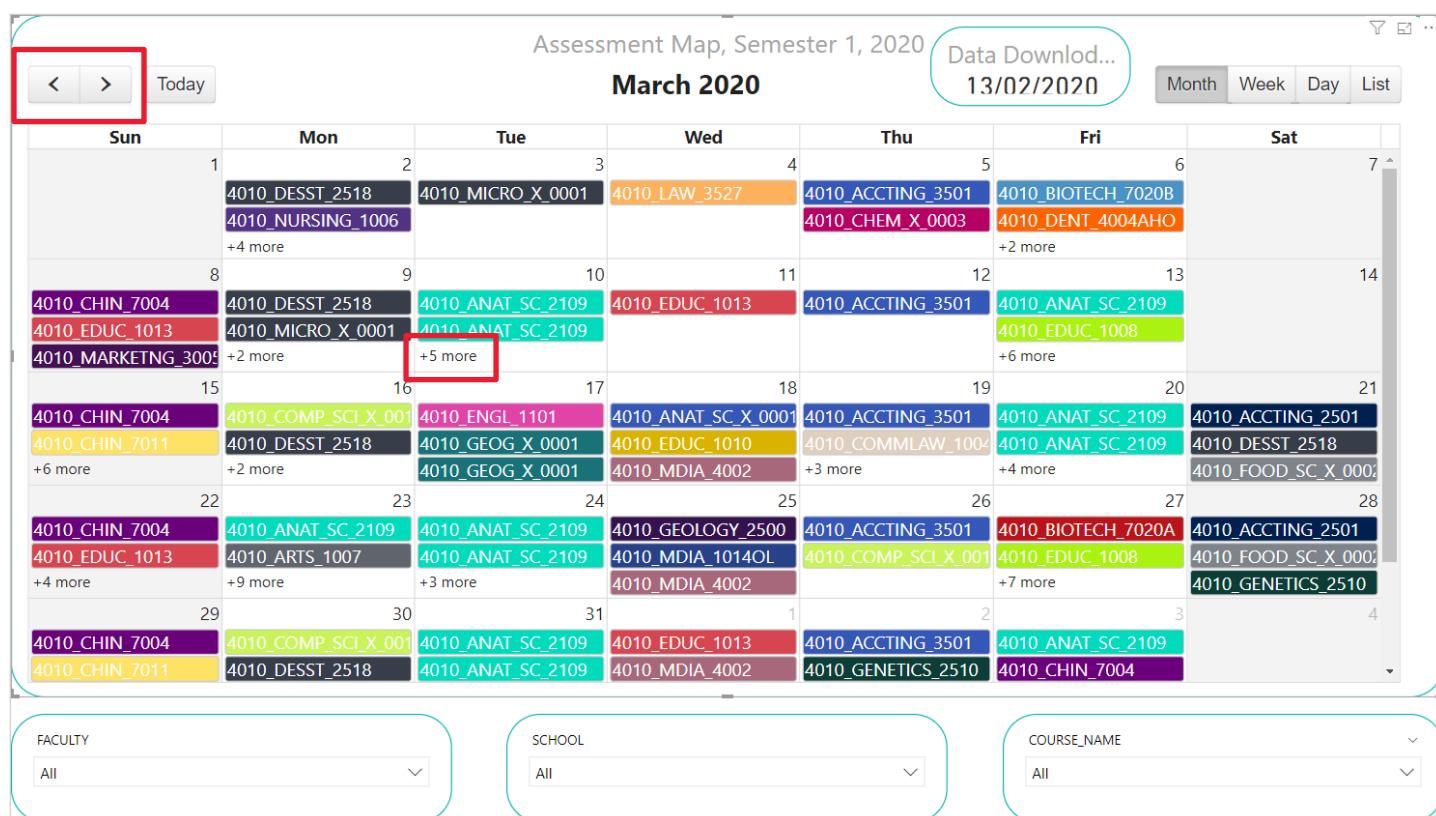 Assessment Map, Semester 1, 2020
Data Downlod...
< > Today
March 2020
13/02/2020
Month Week Day List
Sun Mon Tue Wed Thu Fri Sat
1 2 3 4 5 6 7
4010_DESST_2518 4010_MICRO_X_0001 4010_LAW_3527 4010_ACCTING_3501 4010_BIOTECH_7020B
4010_NURSING_1006 4010_CHEM_X_0003 4010_DENT_4004AHO
+4 more +2 more
8 9 10 11 12 13 14
4010_CHIN_7004 4010_DESST_2518 4010_ANAT_SC_2109 4010_EDUC_1013 4010_ACCTING_3501 4010_ANAT_SC_2109
4010_EDUC_1013 4010_MICRO_X_0001 4010_ANAT_SC_2109 4010_EDUC_1008
4010_MARKETNG_3005 +2 more +5 more +6 more
15 16 17 18 19 20 21
4010_CHIN_7004 4010_COMP_SCI_X_001 4010_ENGL_1101 4010_ANAT_SC_X_0001 4010_ACCTING_3501 4010_ANAT_SC_2109 4010_ACCTING_2501
4010_CHIN_7011 4010_DESST_2518 4010_GEOG_X_0001 4010_EDUC_1010 4010_COMMLAW_1004 4010_ANAT_SC_2109 4010_DESST_2518
+6 more +2 more 4010_GEOG_X_0001 4010_MDIA_4002 +3 more +4 more 4010_FOOD_SC_X_0002
22 23 24 25 26 27 28
4010_CHIN_7004 4010_ANAT_SC_2109 4010_ANAT_SC_2109 4010_GEOLOGY_2500 4010_ACCTING_3501 4010_BIOTECH_7020A 4010_ACCTING_2501
4010_EDUC_1013 4010_ARTS_1007 4010_ANAT_SC_2109 4010_MDIA_1014OL 4010_COMP_SCI_X_001 4010_EDUC_1008 4010_FOOD_SC_X_0002
+4 more +9 more +3 more 4010_MDIA_4002 +7 more 4010_GENETICS_2510
29 30 31 1 2 3 4
4010_CHIN_7004 4010_COMP_SCI_X_001 4010_ANAT_SC_2109 4010_EDUC_1013 4010_ACCTING_3501 4010_ANAT_SC_2109
4010_CHIN_7011 4010_DESST_2518 4010_ANAT_SC_2109 4010_MDIA_4002 4010_GENETICS_2510 4010_CHIN_7004
FACULTY SCHOOL COURSE_NAME
All All All